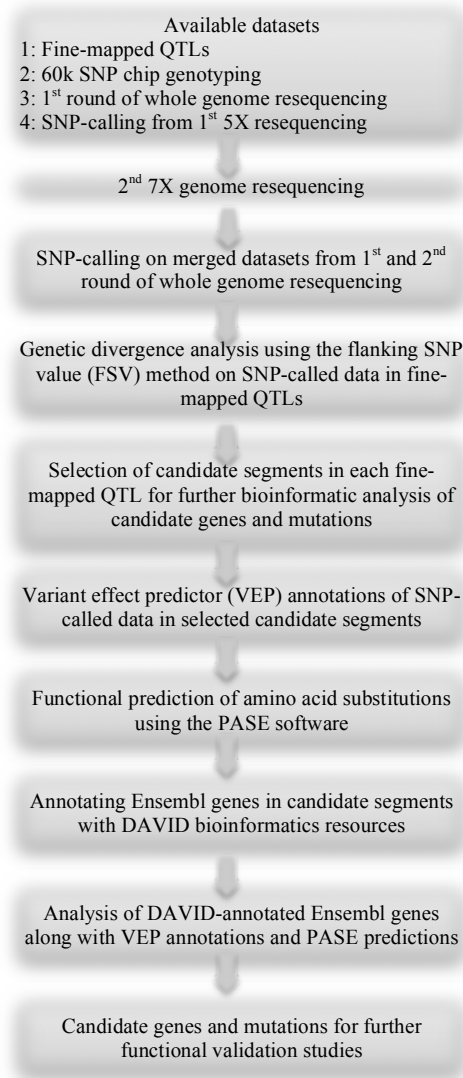 Available datasets
1: Fine-mapped QTLs
2: 60k SNP chip genotyping
3: 1st round of whole genome resequencing
4: SNP-calling from 1st 5X resequencing
2nd 7X genome resequencing
SNP-calling on merged datasets from 1st and 2nd
round of whole genome resequencing
Genetic divergence analysis using the flanking SNP
value (FSV) method on SNP-called data in fine-
mapped QTLs
Selection of candidate segments in each fine-
mapped QTL for further bioinformatic analysis of
candidate genes and mutations
Variant effect predictor (VEP) annotations of SNP-
called data in selected candidate segments
Functional prediction of amino acid substitutions
using the PASE software
Annotating Ensembl genes in candidate segments
with DAVID bioinformatics resources
Analysis of DAVID-annotated Ensembl genes
along with VEP annotations and PASE predictions
Candidate genes and mutations for further
functional validation studies